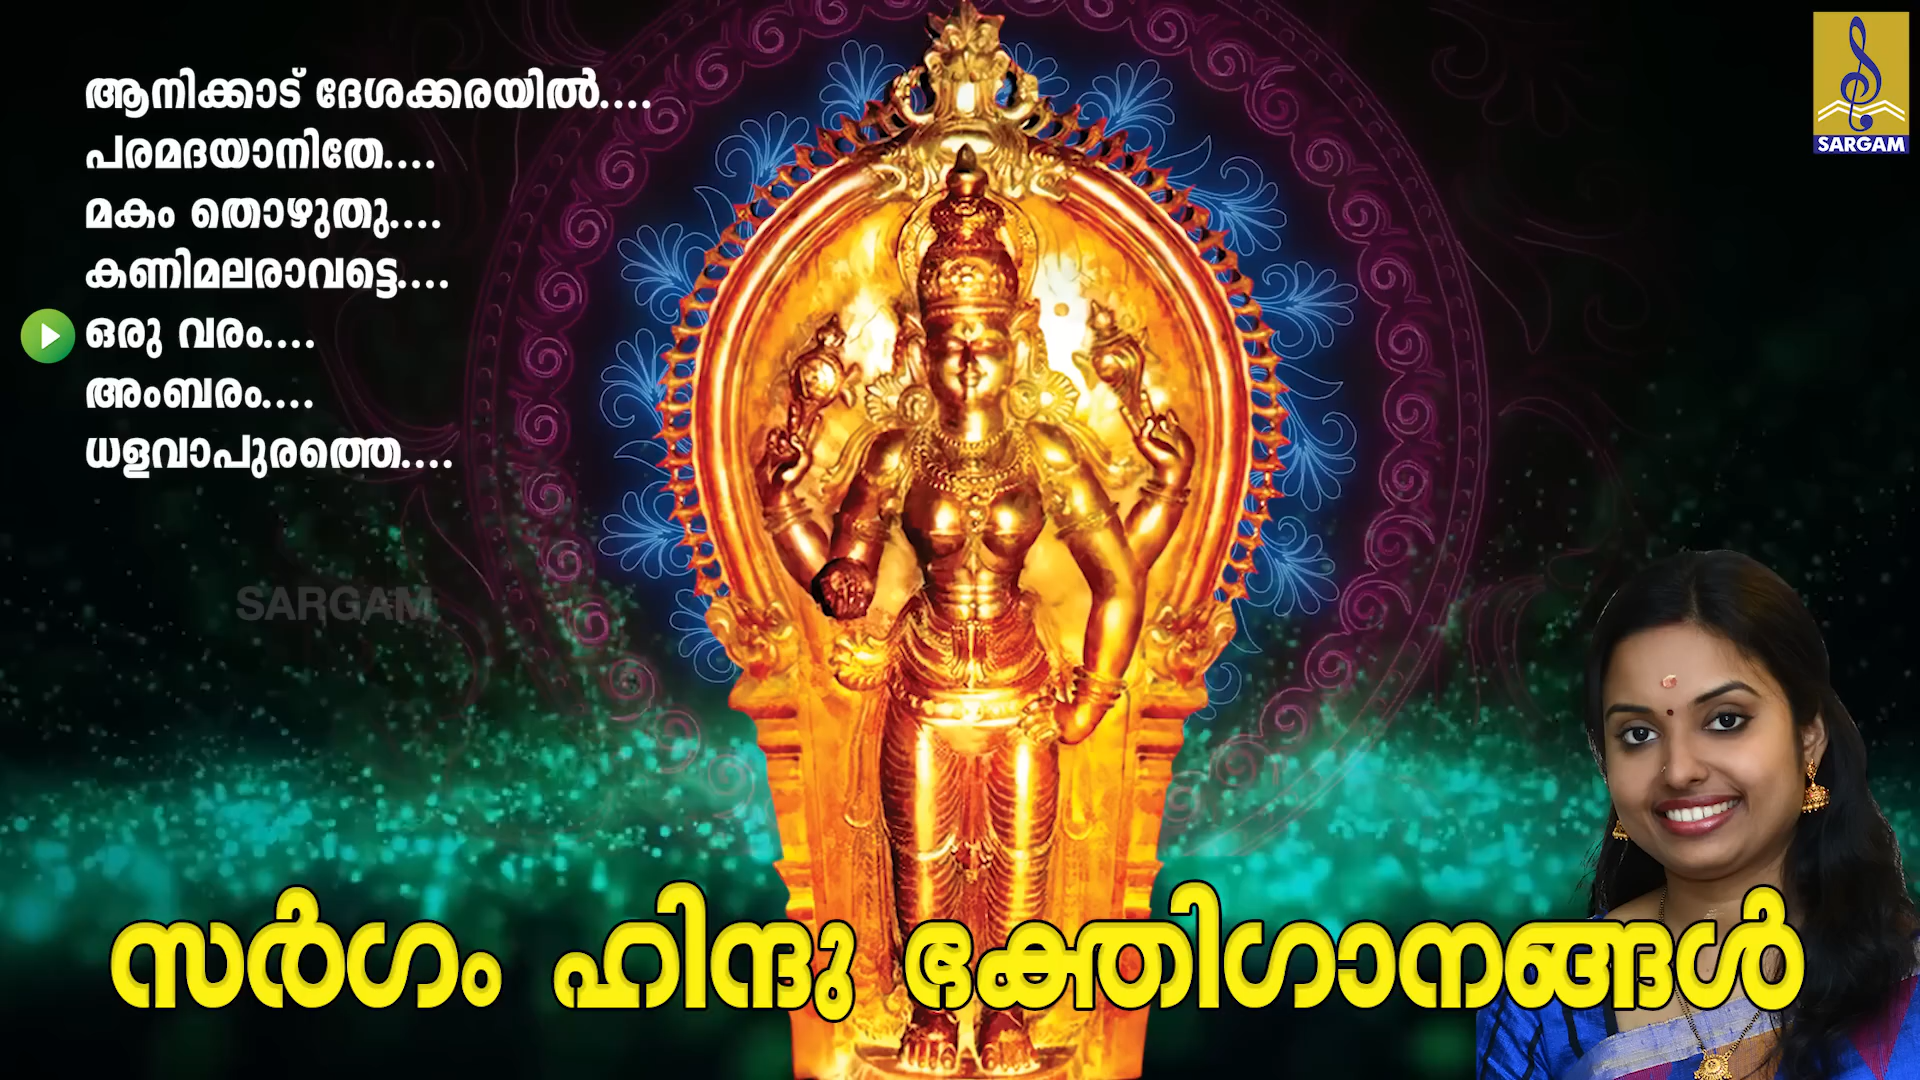 ആനിക്കാട് ദേശക്കരയിൽ....
പരമദയാനിതേ....
മകം തൊഴുതു....
കണിമലരാവട്ടെ....
ഒരു വരം....
അംബരം....
ധളവാപുരത്തെ....
SARGAM
SARGAM
സർഗം ഹിന്ദു ഭക്തിഗാനങ്ങൾ